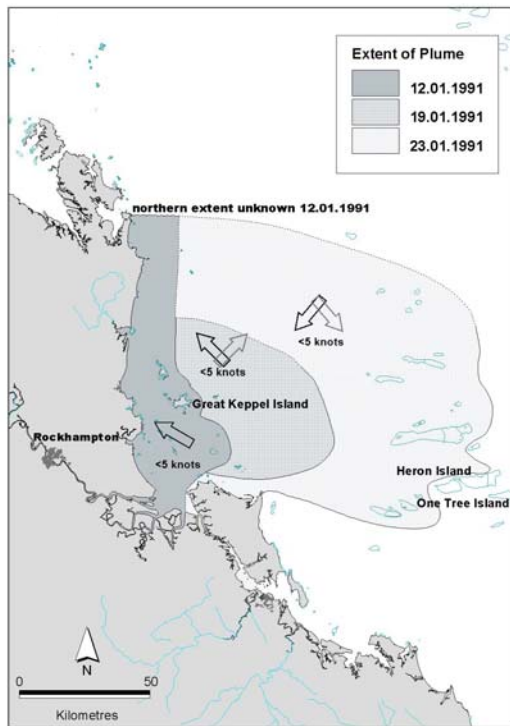 Extent of Plume
12.01.1991
19.01.1991
23.01.1991
northern extent unknown 12.01.1991
<5 knots
<5 knots
Great Keppel Island
Rockhampton
<5 knots
Heron Island
One Tree Island
N
0 50
Kilometres